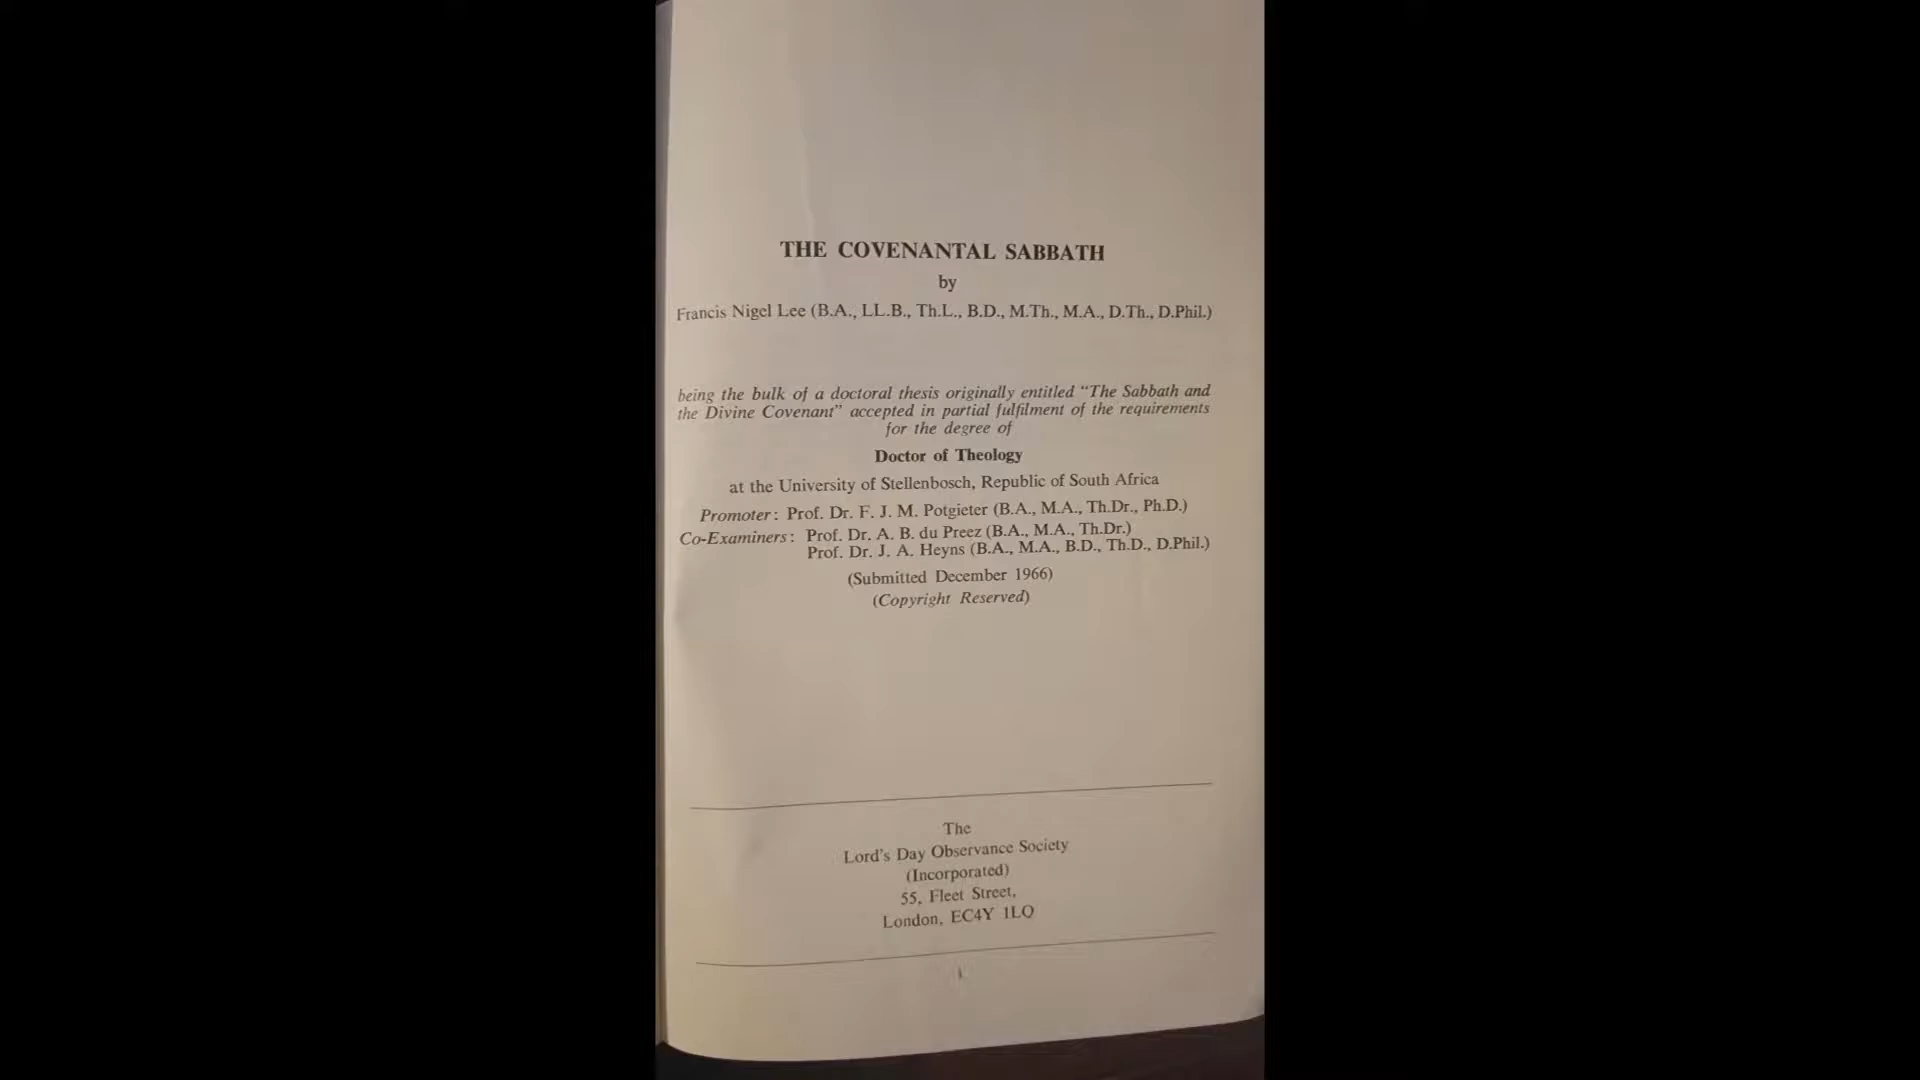 THE COVENANTAL SABBATH
by
Francis Nigel Lee (B.A., LL.B., Th.L., B.D., M.Th., M.A., D.Th., D.Phil.)
being the bulk of a doctoral thesis originally entitled “The Sabbath and
the Divine Covenant” accepted in partial fulfilment of the requirements
for the degree of
Doctor of Theology
at the University of Stellenbosch, Republic of South Africa
Promoter: Prof. Dr. F. J. M. Potgieter (B.A., M.A., Th.Dr., Ph.D.)
Co-Examiners: Prof. Dr. A. B. du Preez (B.A., M.A., Th.Dr.)
Prof. Dr. J. A. Heyns (B.A., M.A., B.D., Th.D., D.Phil.)
(Submitted December 1966)
(Copyright Reserved)
The
Lord's Day Observance Society
(Incorporated)
55, Fleet Street,
London, EC4Y 1LQ
i